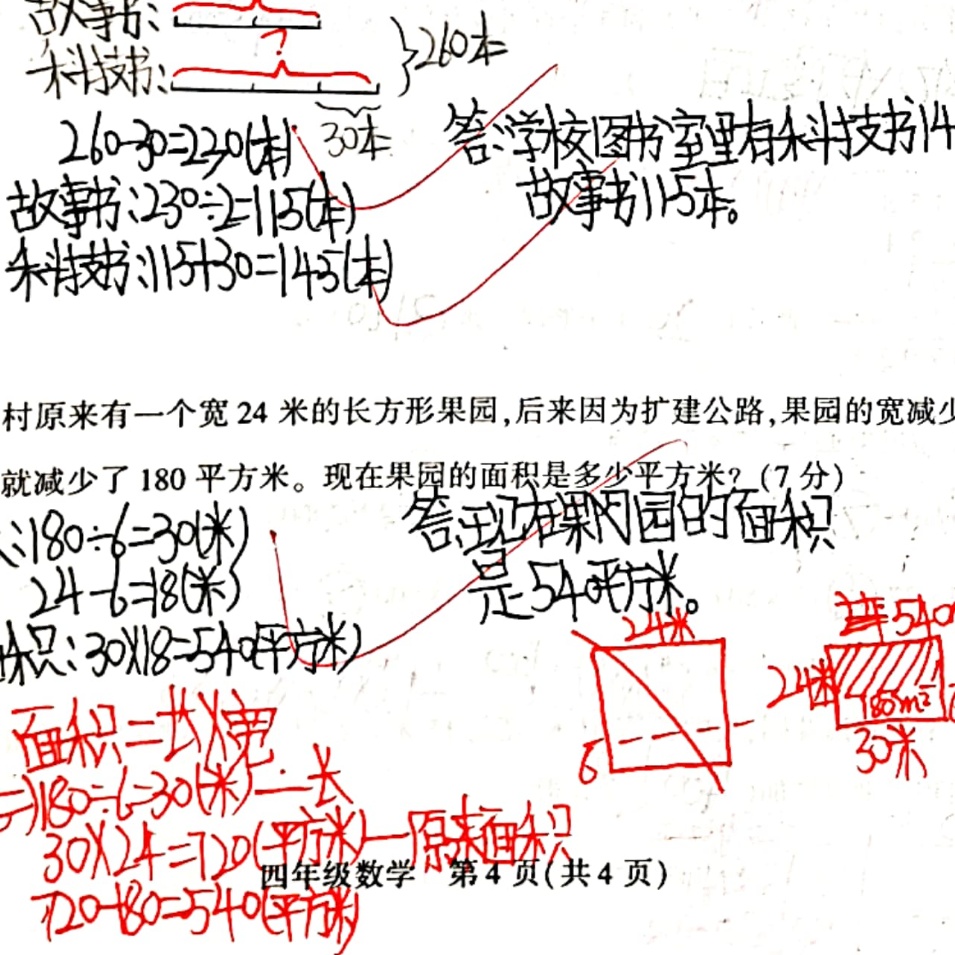 故事书:
?
科技书:
}260本
30本
260-30=230(本)
答:学校图书室里有科技书14
故事书:230÷2=115(本)
故事书115本。
科技书:115+30=145(本)
村原来有一个宽24米的长方形果园,后来因为扩建公路,果园的宽减少
就减少了180平方米。现在果园的面积是多少平方米?(7分)
:180÷6=30(米)
答:现在果园的面积
24-6=18(米)
是540平方米。
积:30×18=540(平方米)
24米
540
24米
180m²
30米
6
面积=长×宽
180÷6=30(米)—长
30×24=720(平方米)—原来面积
四年级数学 第4页(共4页)
720-180=540(平方米)